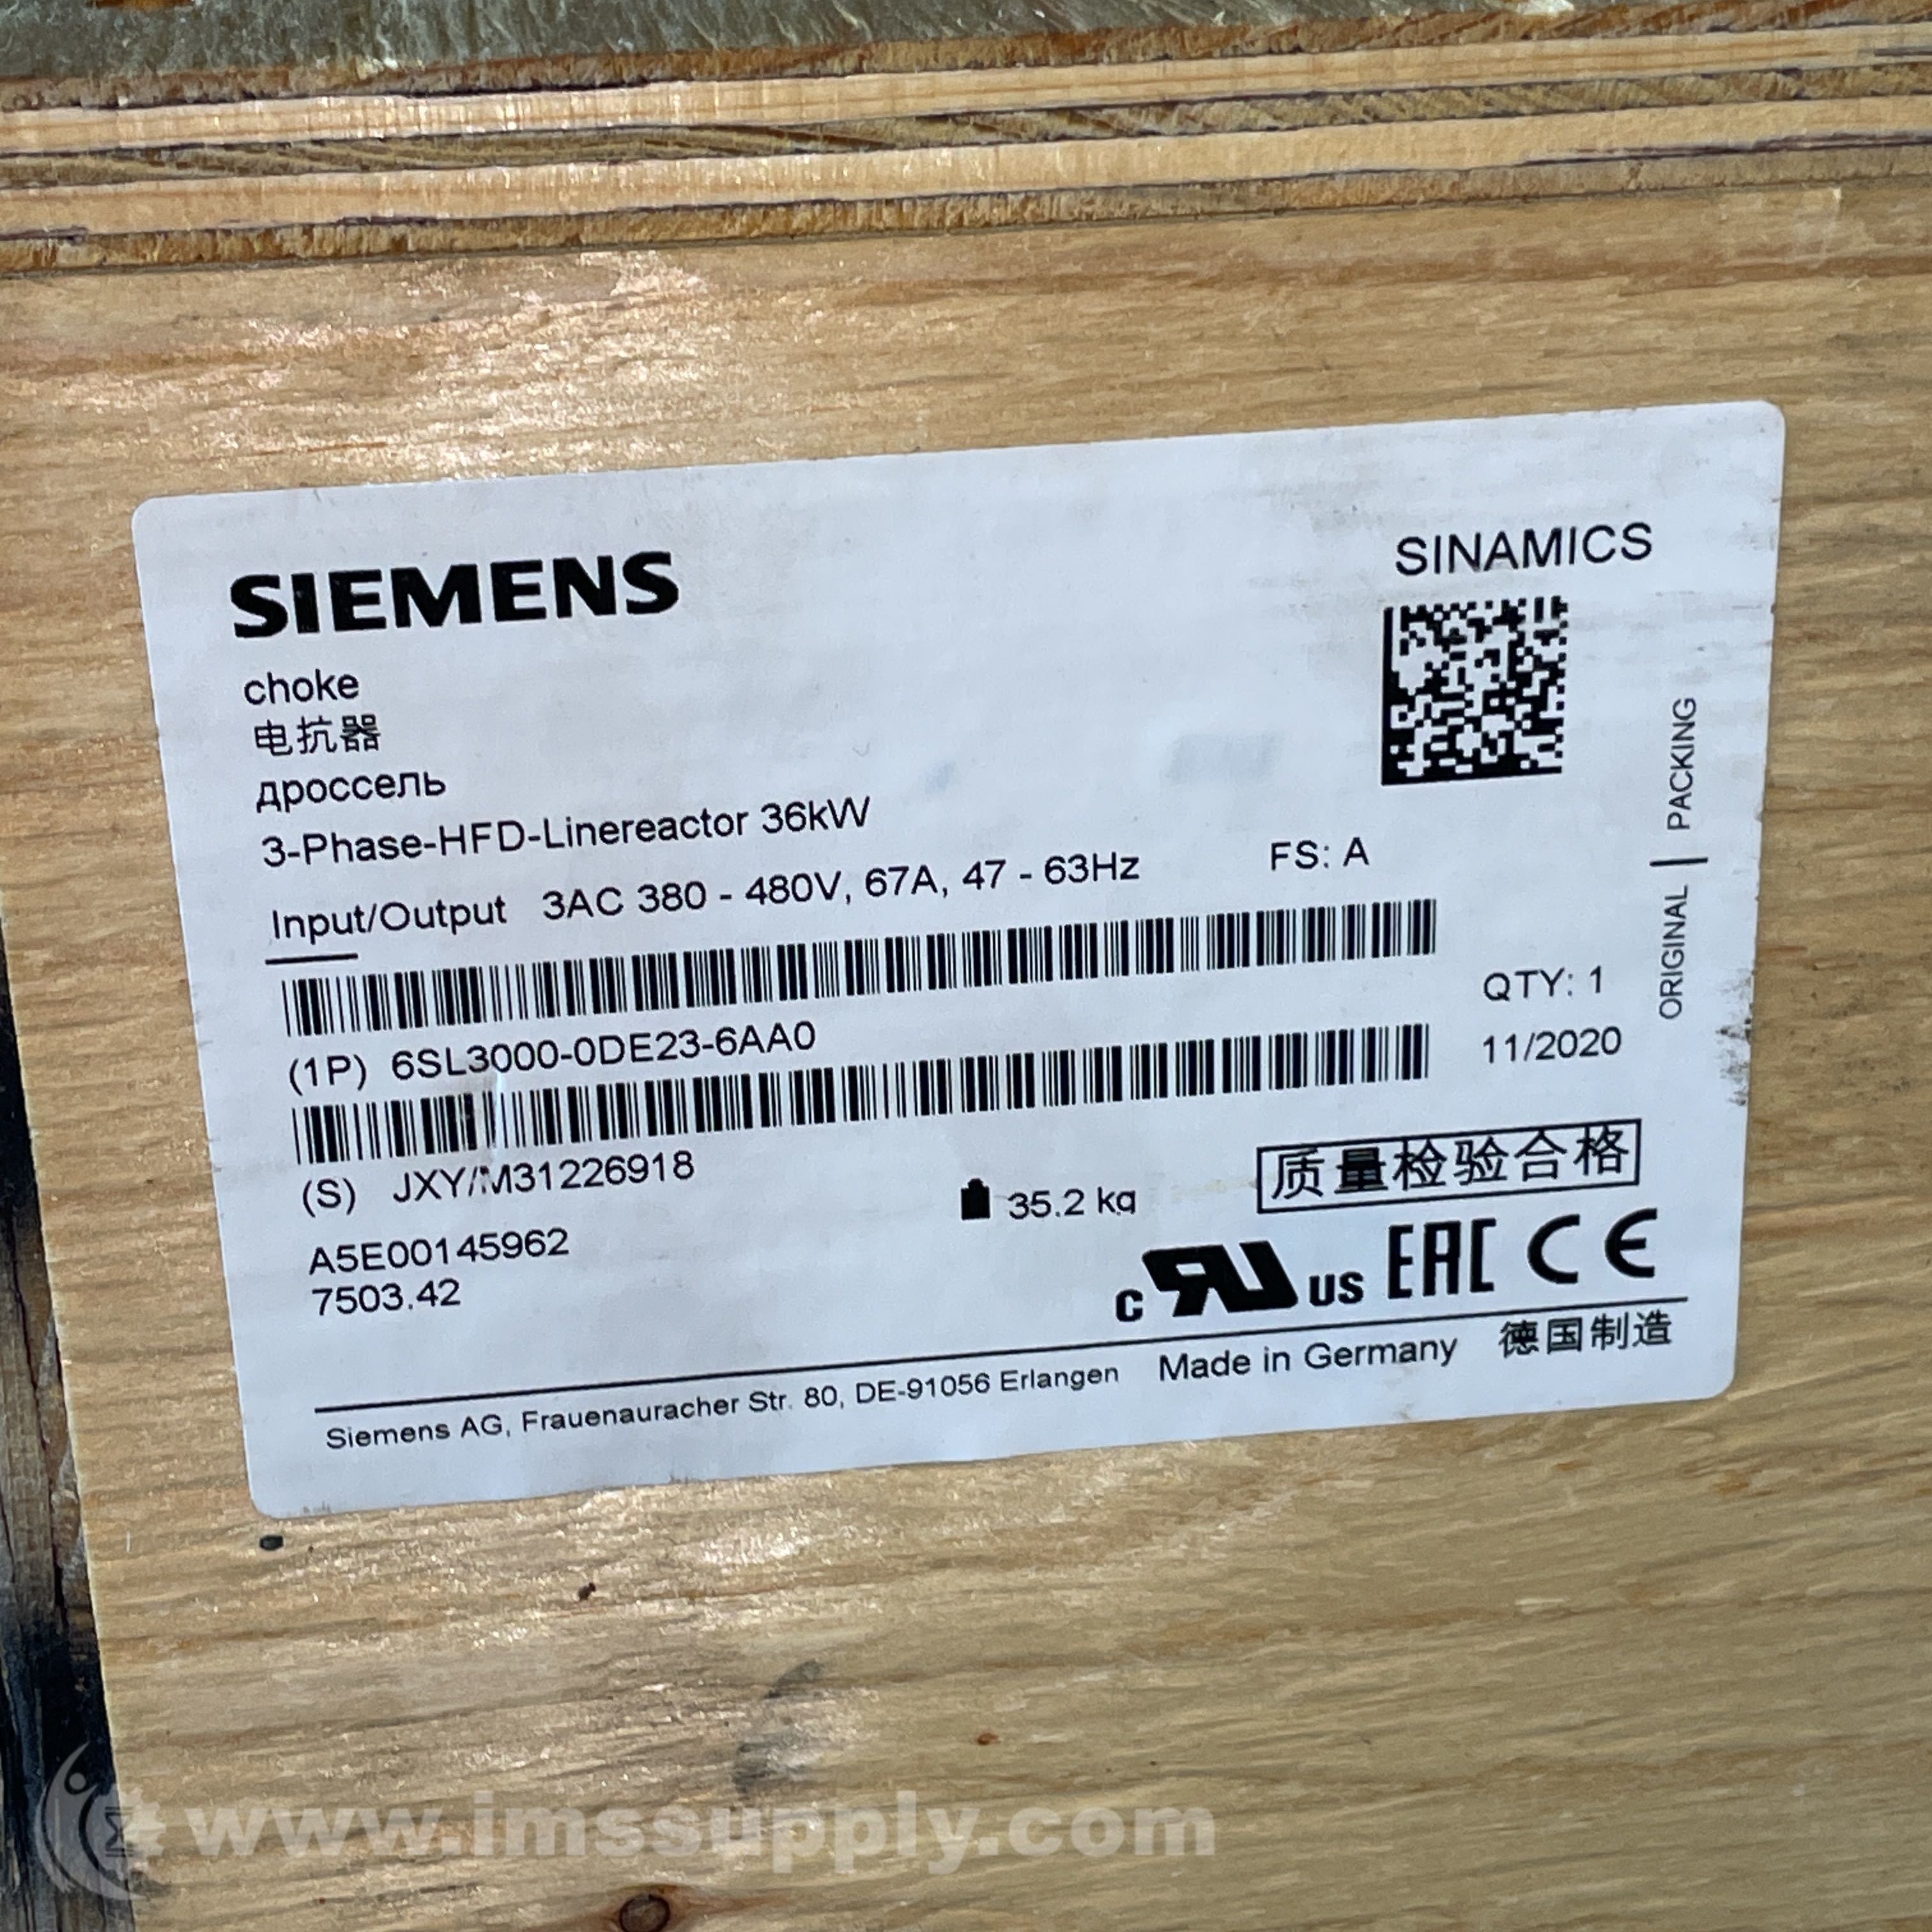 SIEMENS
SINAMICS
choke
电抗器
дроссель
3-Phase-HFD-Linereactor 36kW
Input/Output 3AC 380 - 480V, 67A, 47 - 63Hz
FS: A
ORIGINAL | PACKING
(1P) 6SL3000-0DE23-6AA0
QTY: 1
11/2020
(S) JXY/M31226918
35.2 kg
质量检验合格
A5E00145962
7503.42
c RU US EAC CE
Siemens AG, Frauenauracher Str. 80, DE-91056 Erlangen Made in Germany 德国制造
www.imssupply.com